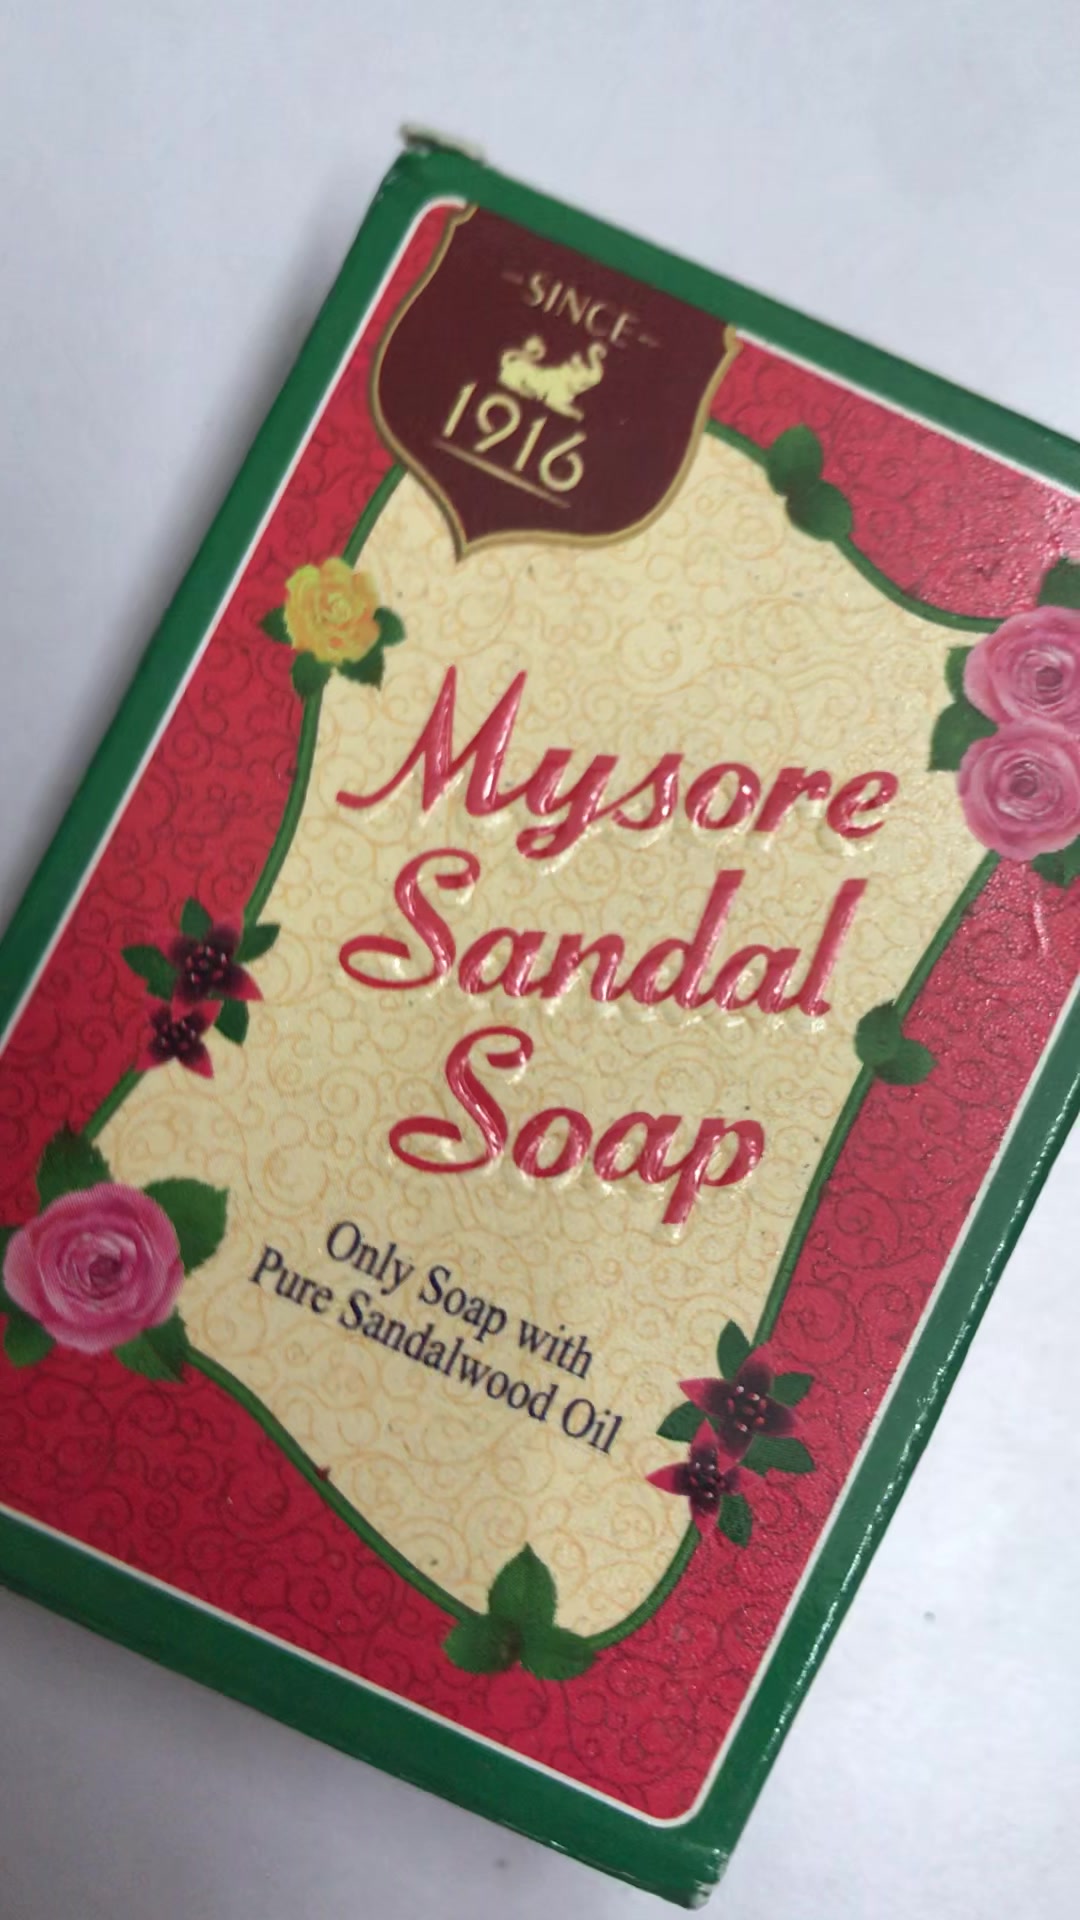 -SINCE-
1916
Mysore
Sandal
Soap
Only Soap with
Pure Sandalwood Oil